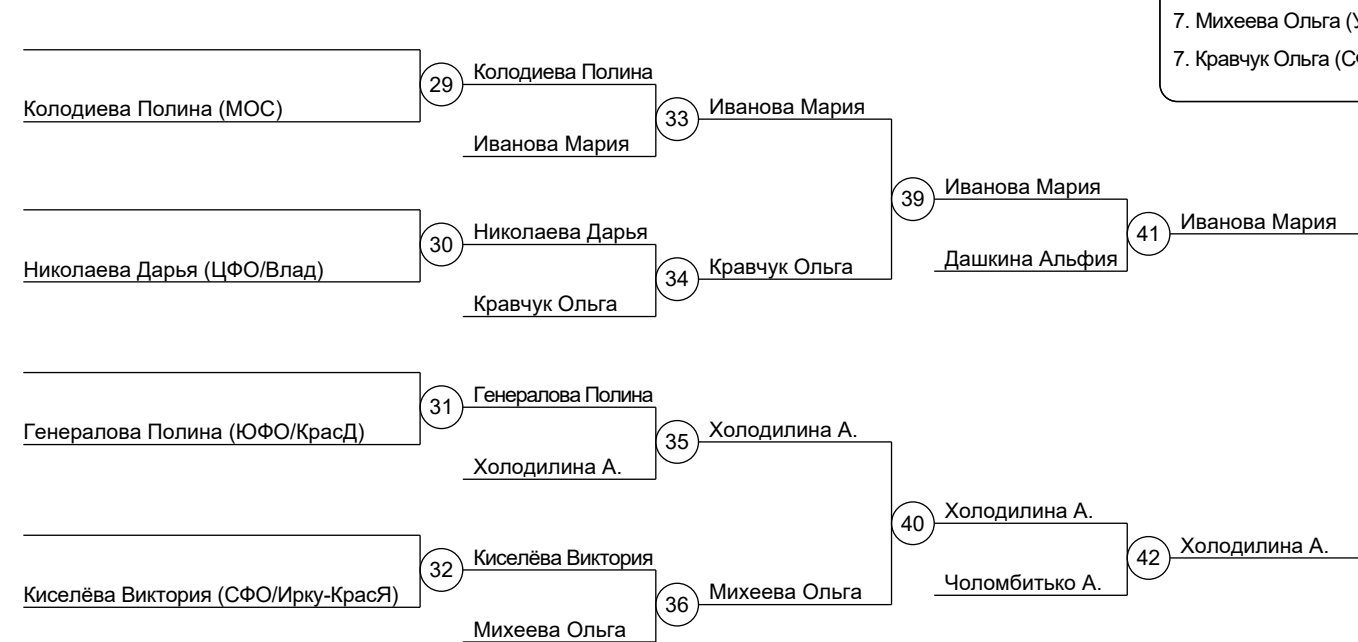 7. Михеева Ольга (У
7. Кравчук Ольга (С
29
Колодиева Полина
Колодиева Полина (МОС)
33
Иванова Мария
Иванова Мария
39
Иванова Мария
30
Николаева Дарья
Николаева Дарья (ЦФО/Влад)
34
Кравчук Ольга
Кравчук Ольга
41
Иванова Мария
Дашкина Альфия
31
Генералова Полина
Генералова Полина (ЮФО/КрасД)
35
Холодилина А.
Холодилина А.
40
Холодилина А.
32
Киселёва Виктория
Киселёва Виктория (СФО/Ирку-КрасЯ)
36
Михеева Ольга
Михеева Ольга
42
Холодилина А.
Чоломбитько А.